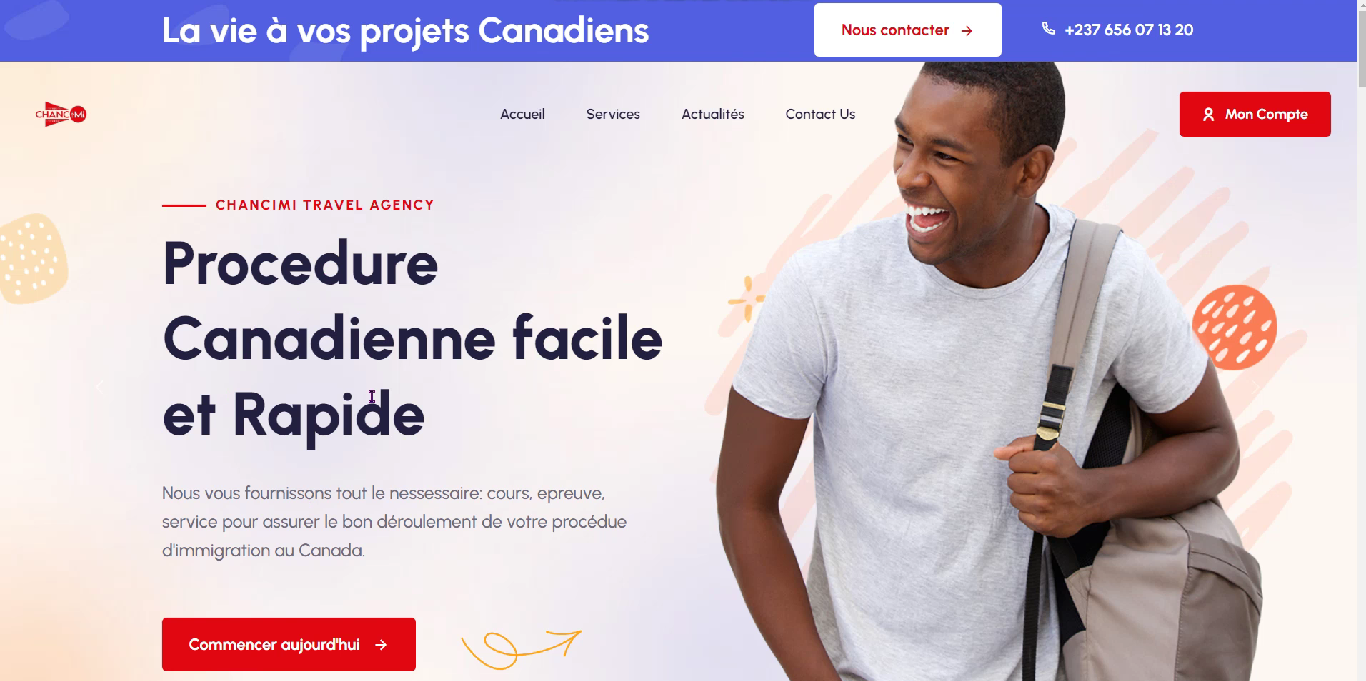 La vie à vos projets Canadiens
Nous contacter
+237 656 07 13 20
CHANCIMI
Accueil
Services
Actualités
Contact Us
Mon Compte
CHANCIMI TRAVEL AGENCY
Procedure
Canadienne facile
et Rapide
Nous vous fournissons tout le nessessaire: cours, epreuve,
service pour assurer le bon déroulement de votre procédue
d'immigration au Canada.
Commencer aujourd'hui